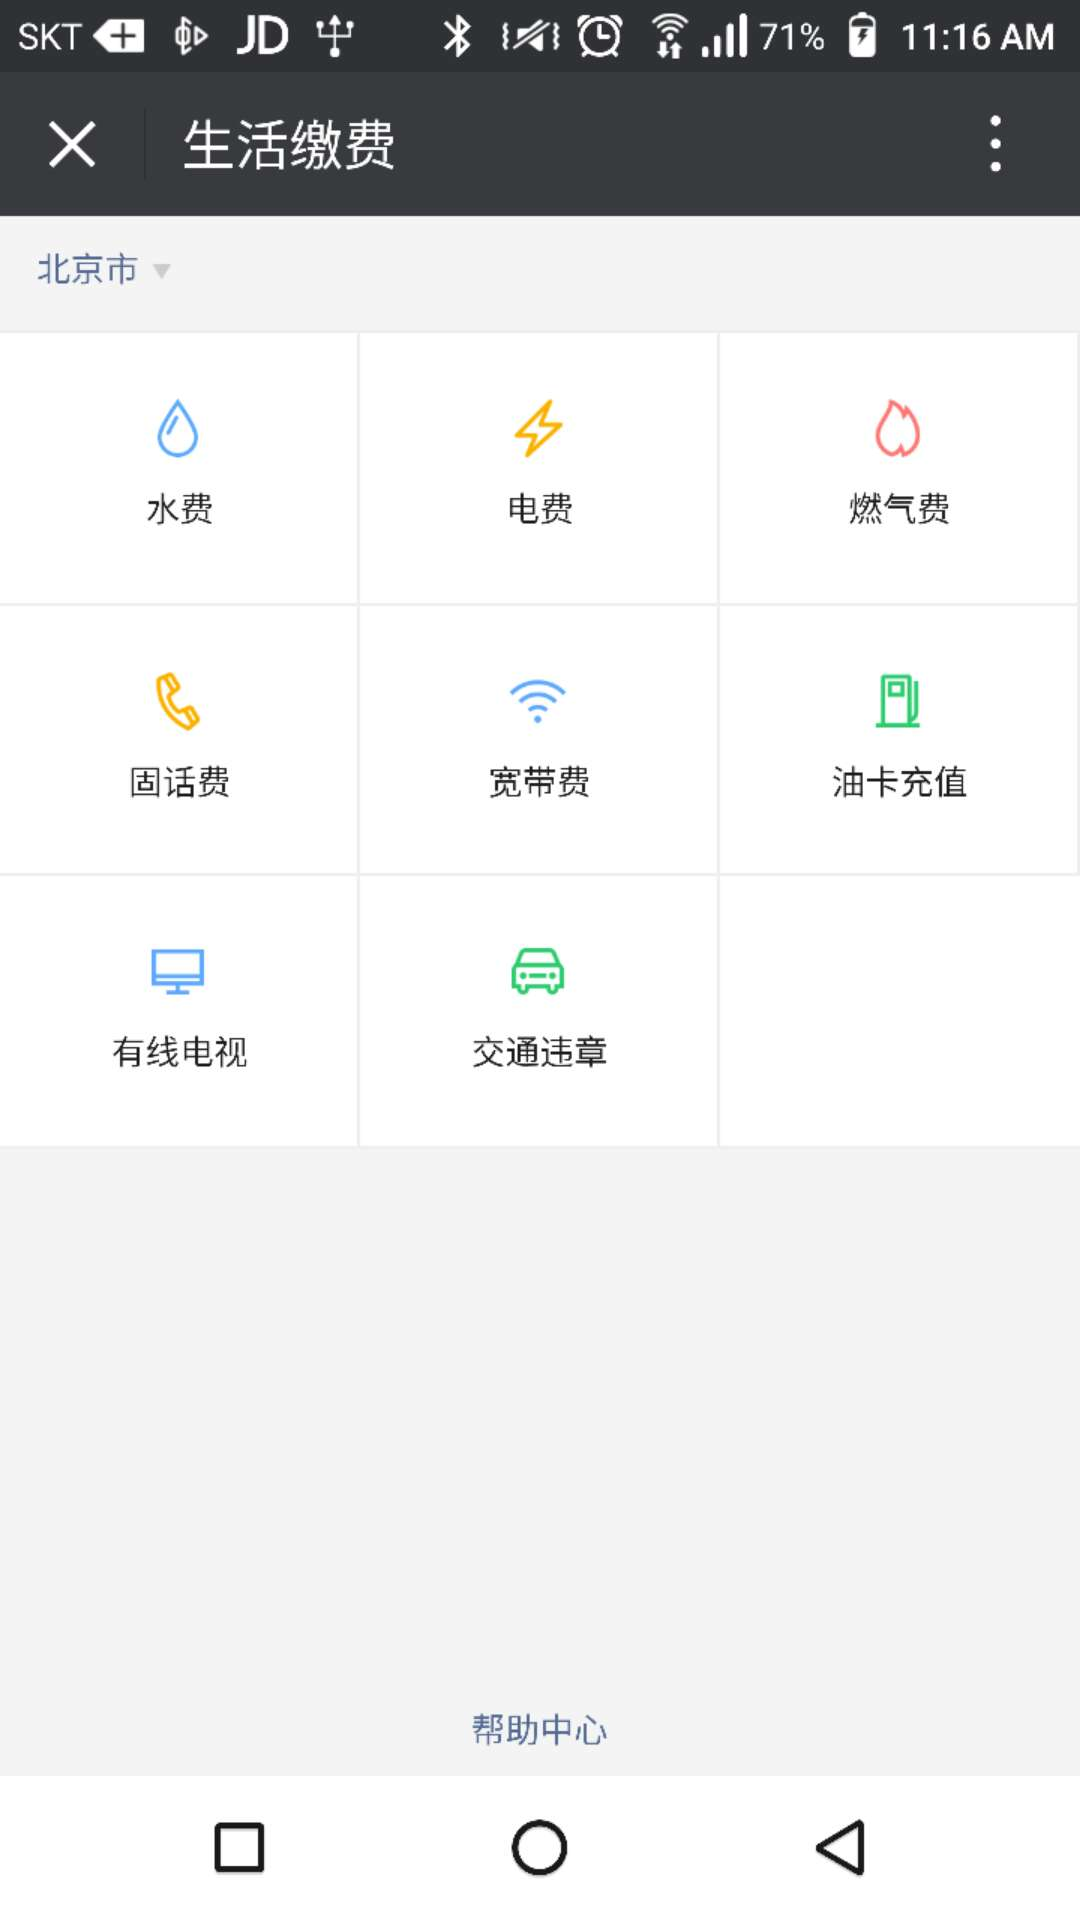 SKT JD 71% 11:16 AM
生活缴费
北京市
水费 电费 燃气费
固话费 宽带费 油卡充值
有线电视 交通违章
帮助中心